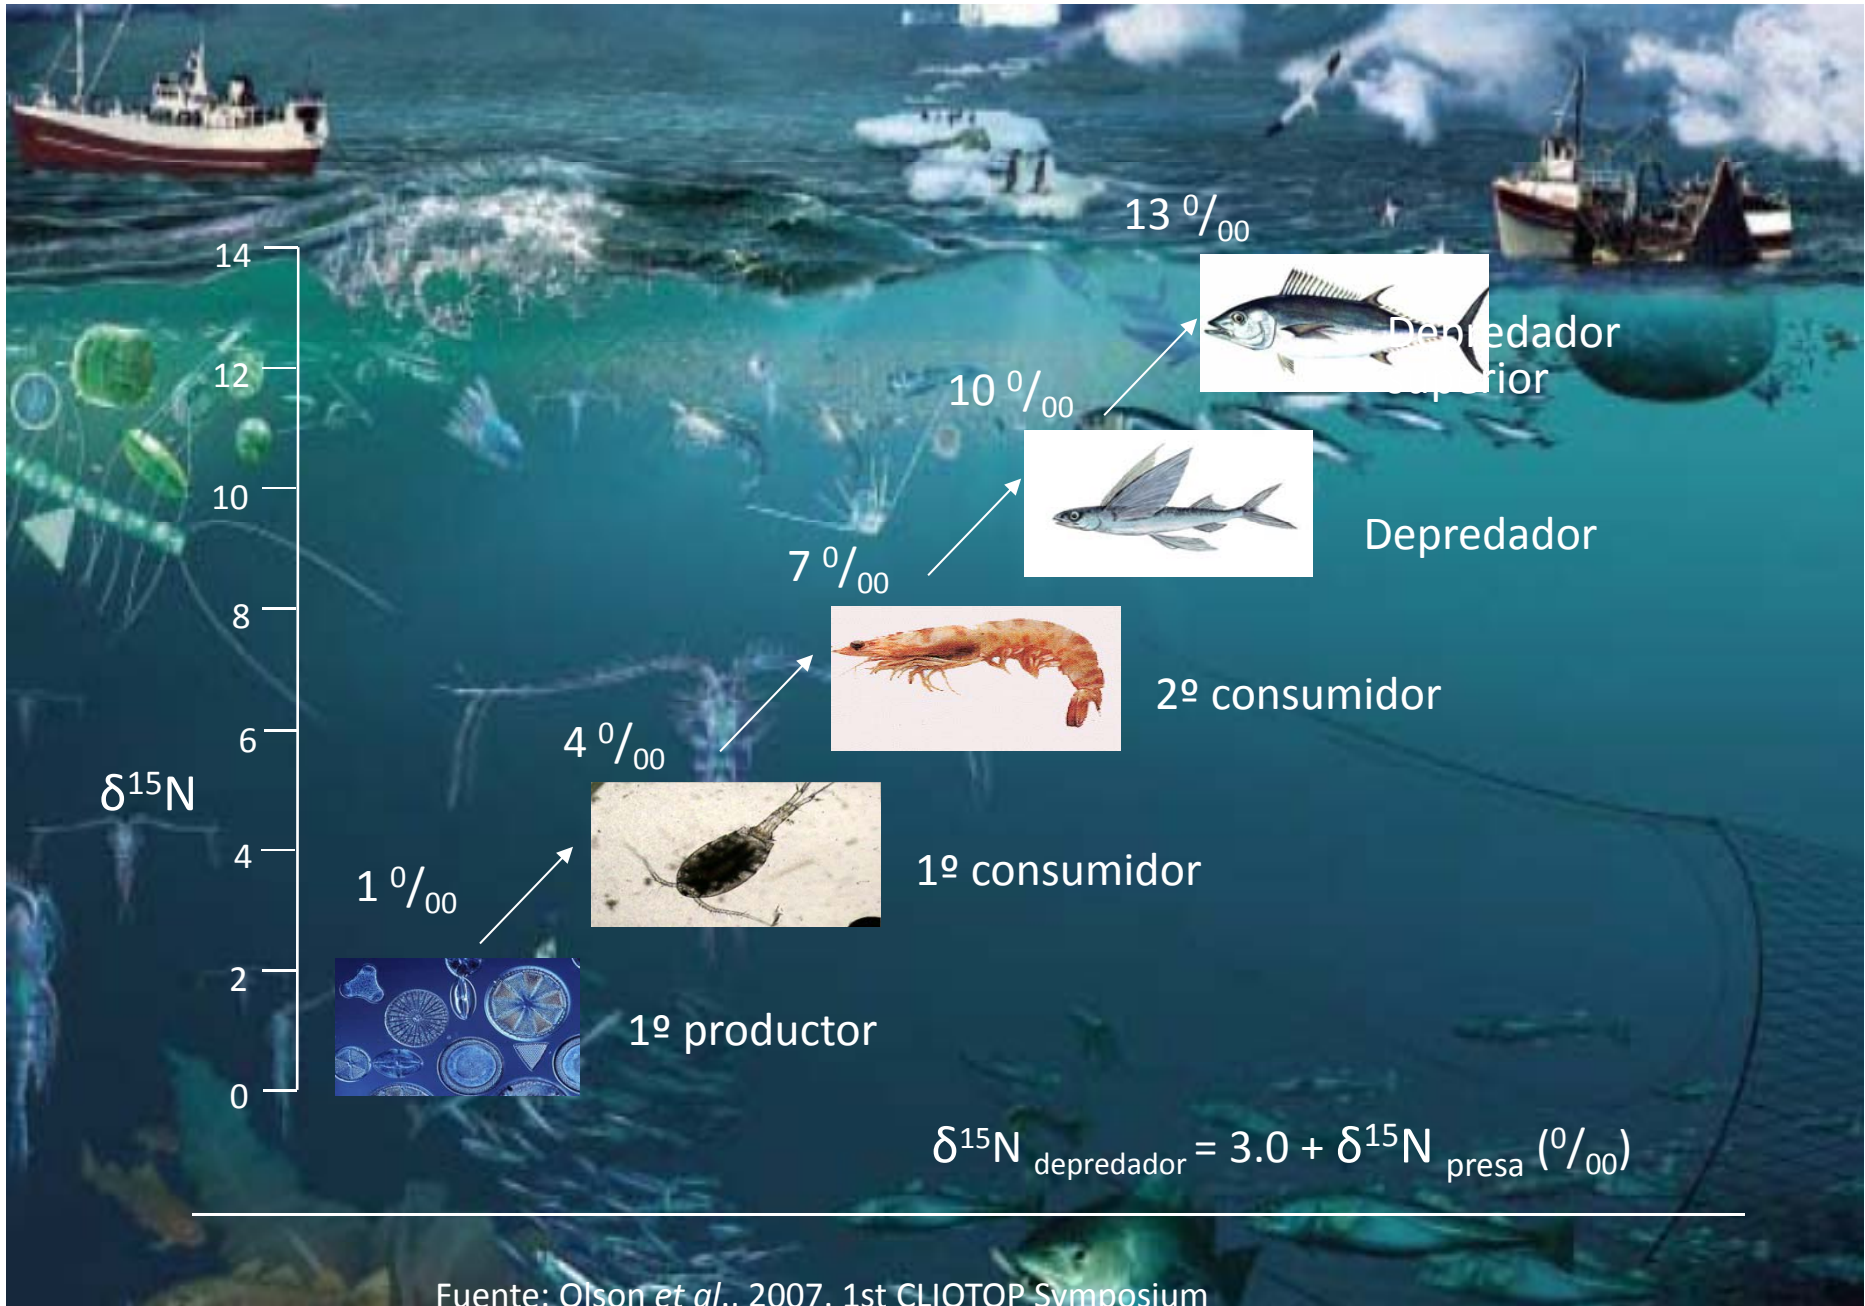 13 ⁰/₀₀
14
Depredador
superior
12
10 ⁰/₀₀
10
Depredador
7 ⁰/₀₀
8
2º consumidor
6
4 ⁰/₀₀
δ¹⁵N
4
1º consumidor
1 ⁰/₀₀
2
1º productor
0
δ¹⁵N depredador = 3.0 + δ¹⁵N presa (⁰/₀₀)
Fuente: Olson et al., 2007. 1st CLIOTOP Symposium